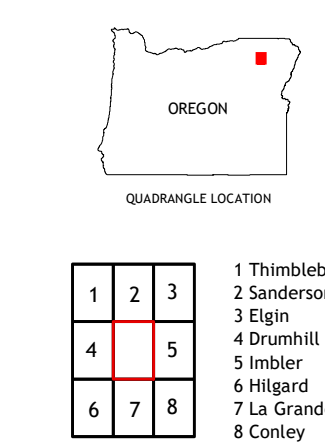 OREGON
QUADRANGLE LOCATION
1 2 3
4 5
6 7 8
1 Thimbleb
2 Sanderson
3 Elgin
4 Drumhill
5 Imbler
6 Hilgard
7 La Grande
8 Conley